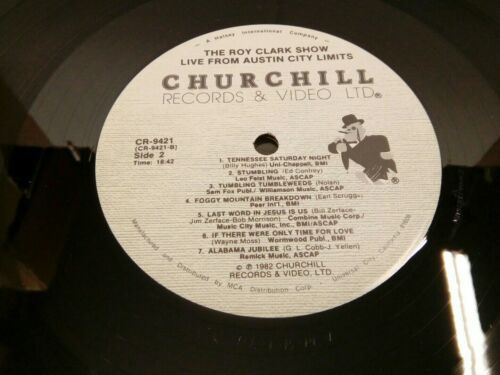 A Halsey International Company
THE ROY CLARK SHOW
LIVE FROM AUSTIN CITY LIMITS
CHURCHILL
RECORDS & VIDEO LTD®
CR-9421
(CR-9421-B)
Side 2
Time: 16:42
1. TENNESSEE SATURDAY NIGHT
(Billy Hughes) Uni-Chappell, BMI
2. STUMBLING (Ed Confrey)
Leo Feist Music, ASCAP
3. TUMBLING TUMBLEWEEDS (Nolan)
Sam Fox Publ./ Williamson Music, ASCAP
4. FOGGY MOUNTAIN BREAKDOWN (Earl Scruggs)
Peer Int'l., BMI
5. LAST WORD IN JESUS IS US (Bill Zerface-
Jim Zerface-Bob Morrison) Combine Music Corp./
Music City Music, Inc. BMI/ASCAP
6. IF THERE WERE ONLY TIME FOR LOVE
(Wayne Moss) Wormwood Publ., BMI
7. ALABAMA JUBILEE (G. L. Cobb-J. Yellen)
Remick Music, ASCAP
®
© ℗ 1982 CHURCHILL
RECORDS & VIDEO, LTD.
Manufactured and Distributed by MCA Distribution Corp. Universal City, California